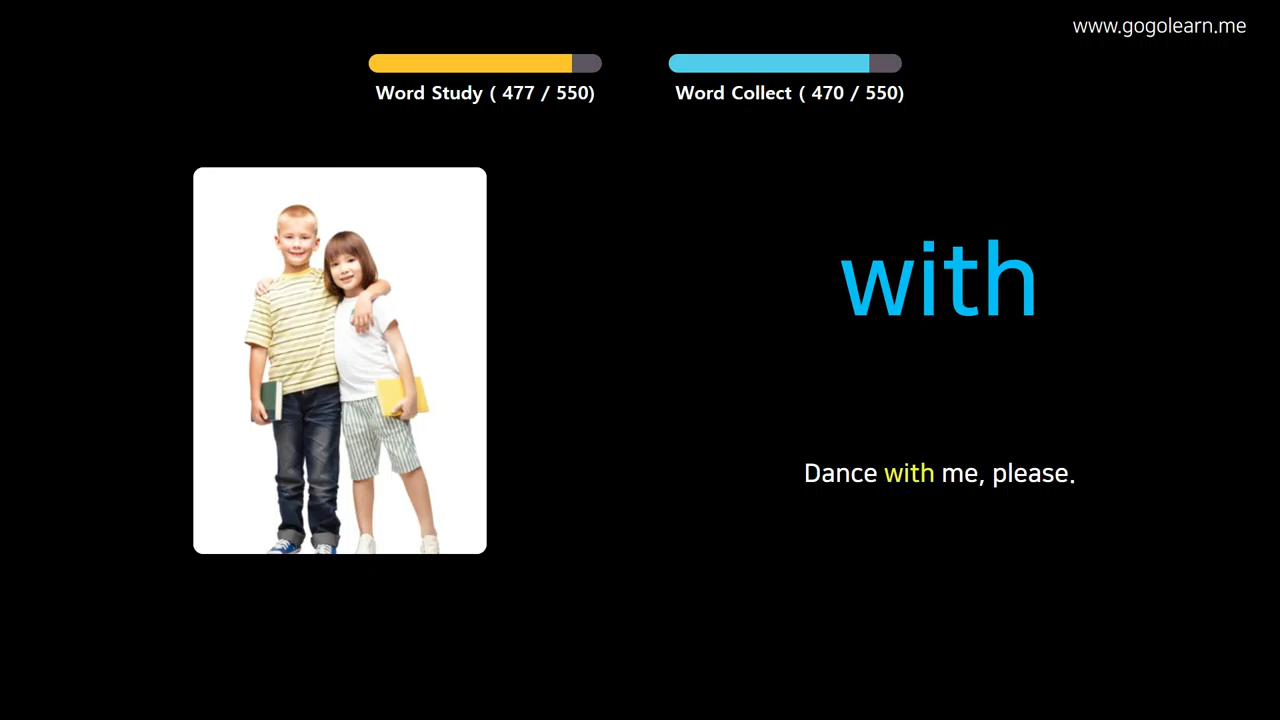 www.gogolearn.me
Word Study ( 477 / 550)
Word Collect ( 470 / 550)
with
Dance with me, please.